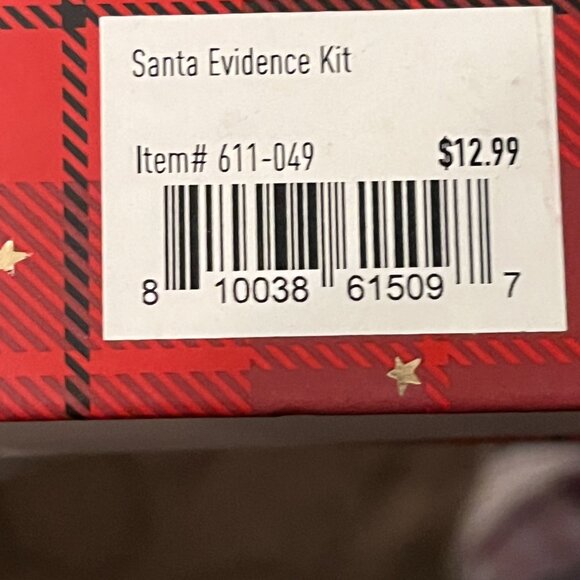 Santa Evidence Kit
Item# 611-049 $12.99
8 10038 61509 7